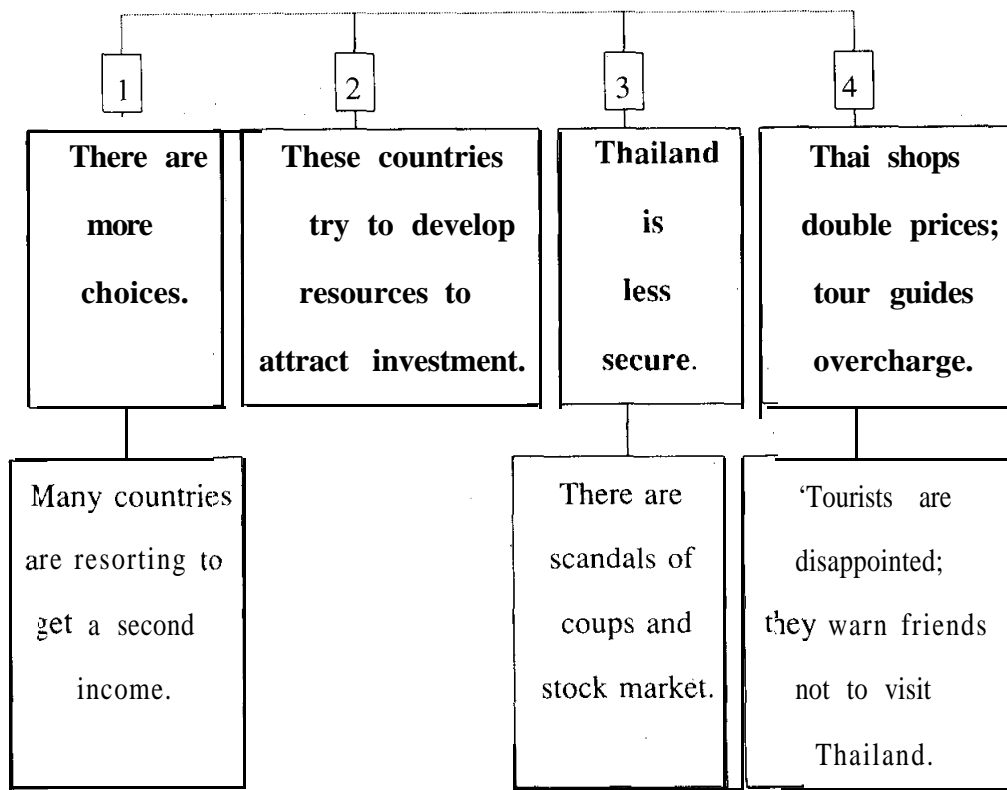 1
2
3
4
There are
more
choices.
These countries
try to develop
resources to
attract investment.
Thailand
is
less
secure.
Thai shops
double prices;
tour guides
overcharge.
Many countries
are resorting to
get a second
income.
There are
scandals of
coups and
stock market.
‘Tourists are
disappointed;
they warn friends
not to visit
Thailand.